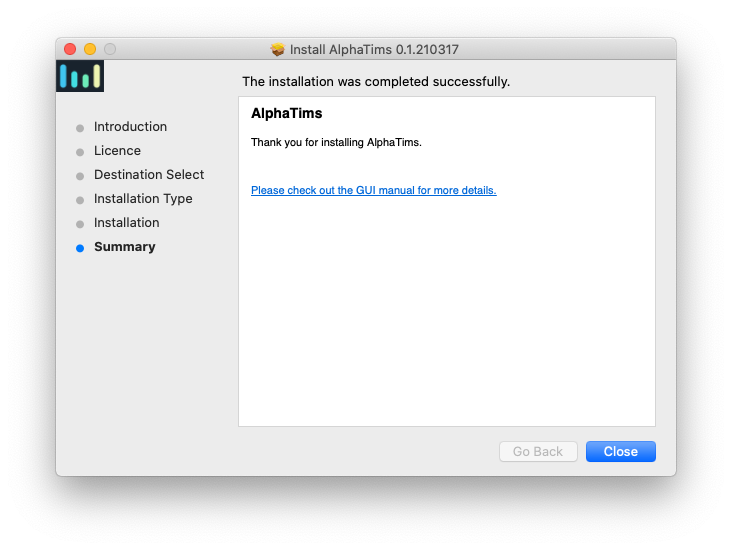 Install AlphaTims 0.1.210317
The installation was completed successfully.
Introduction
Licence
Destination Select
Installation Type
Installation
Summary
AlphaTims
Thank you for installing AlphaTims.
Please check out the GUI manual for more details.
Go Back
Close